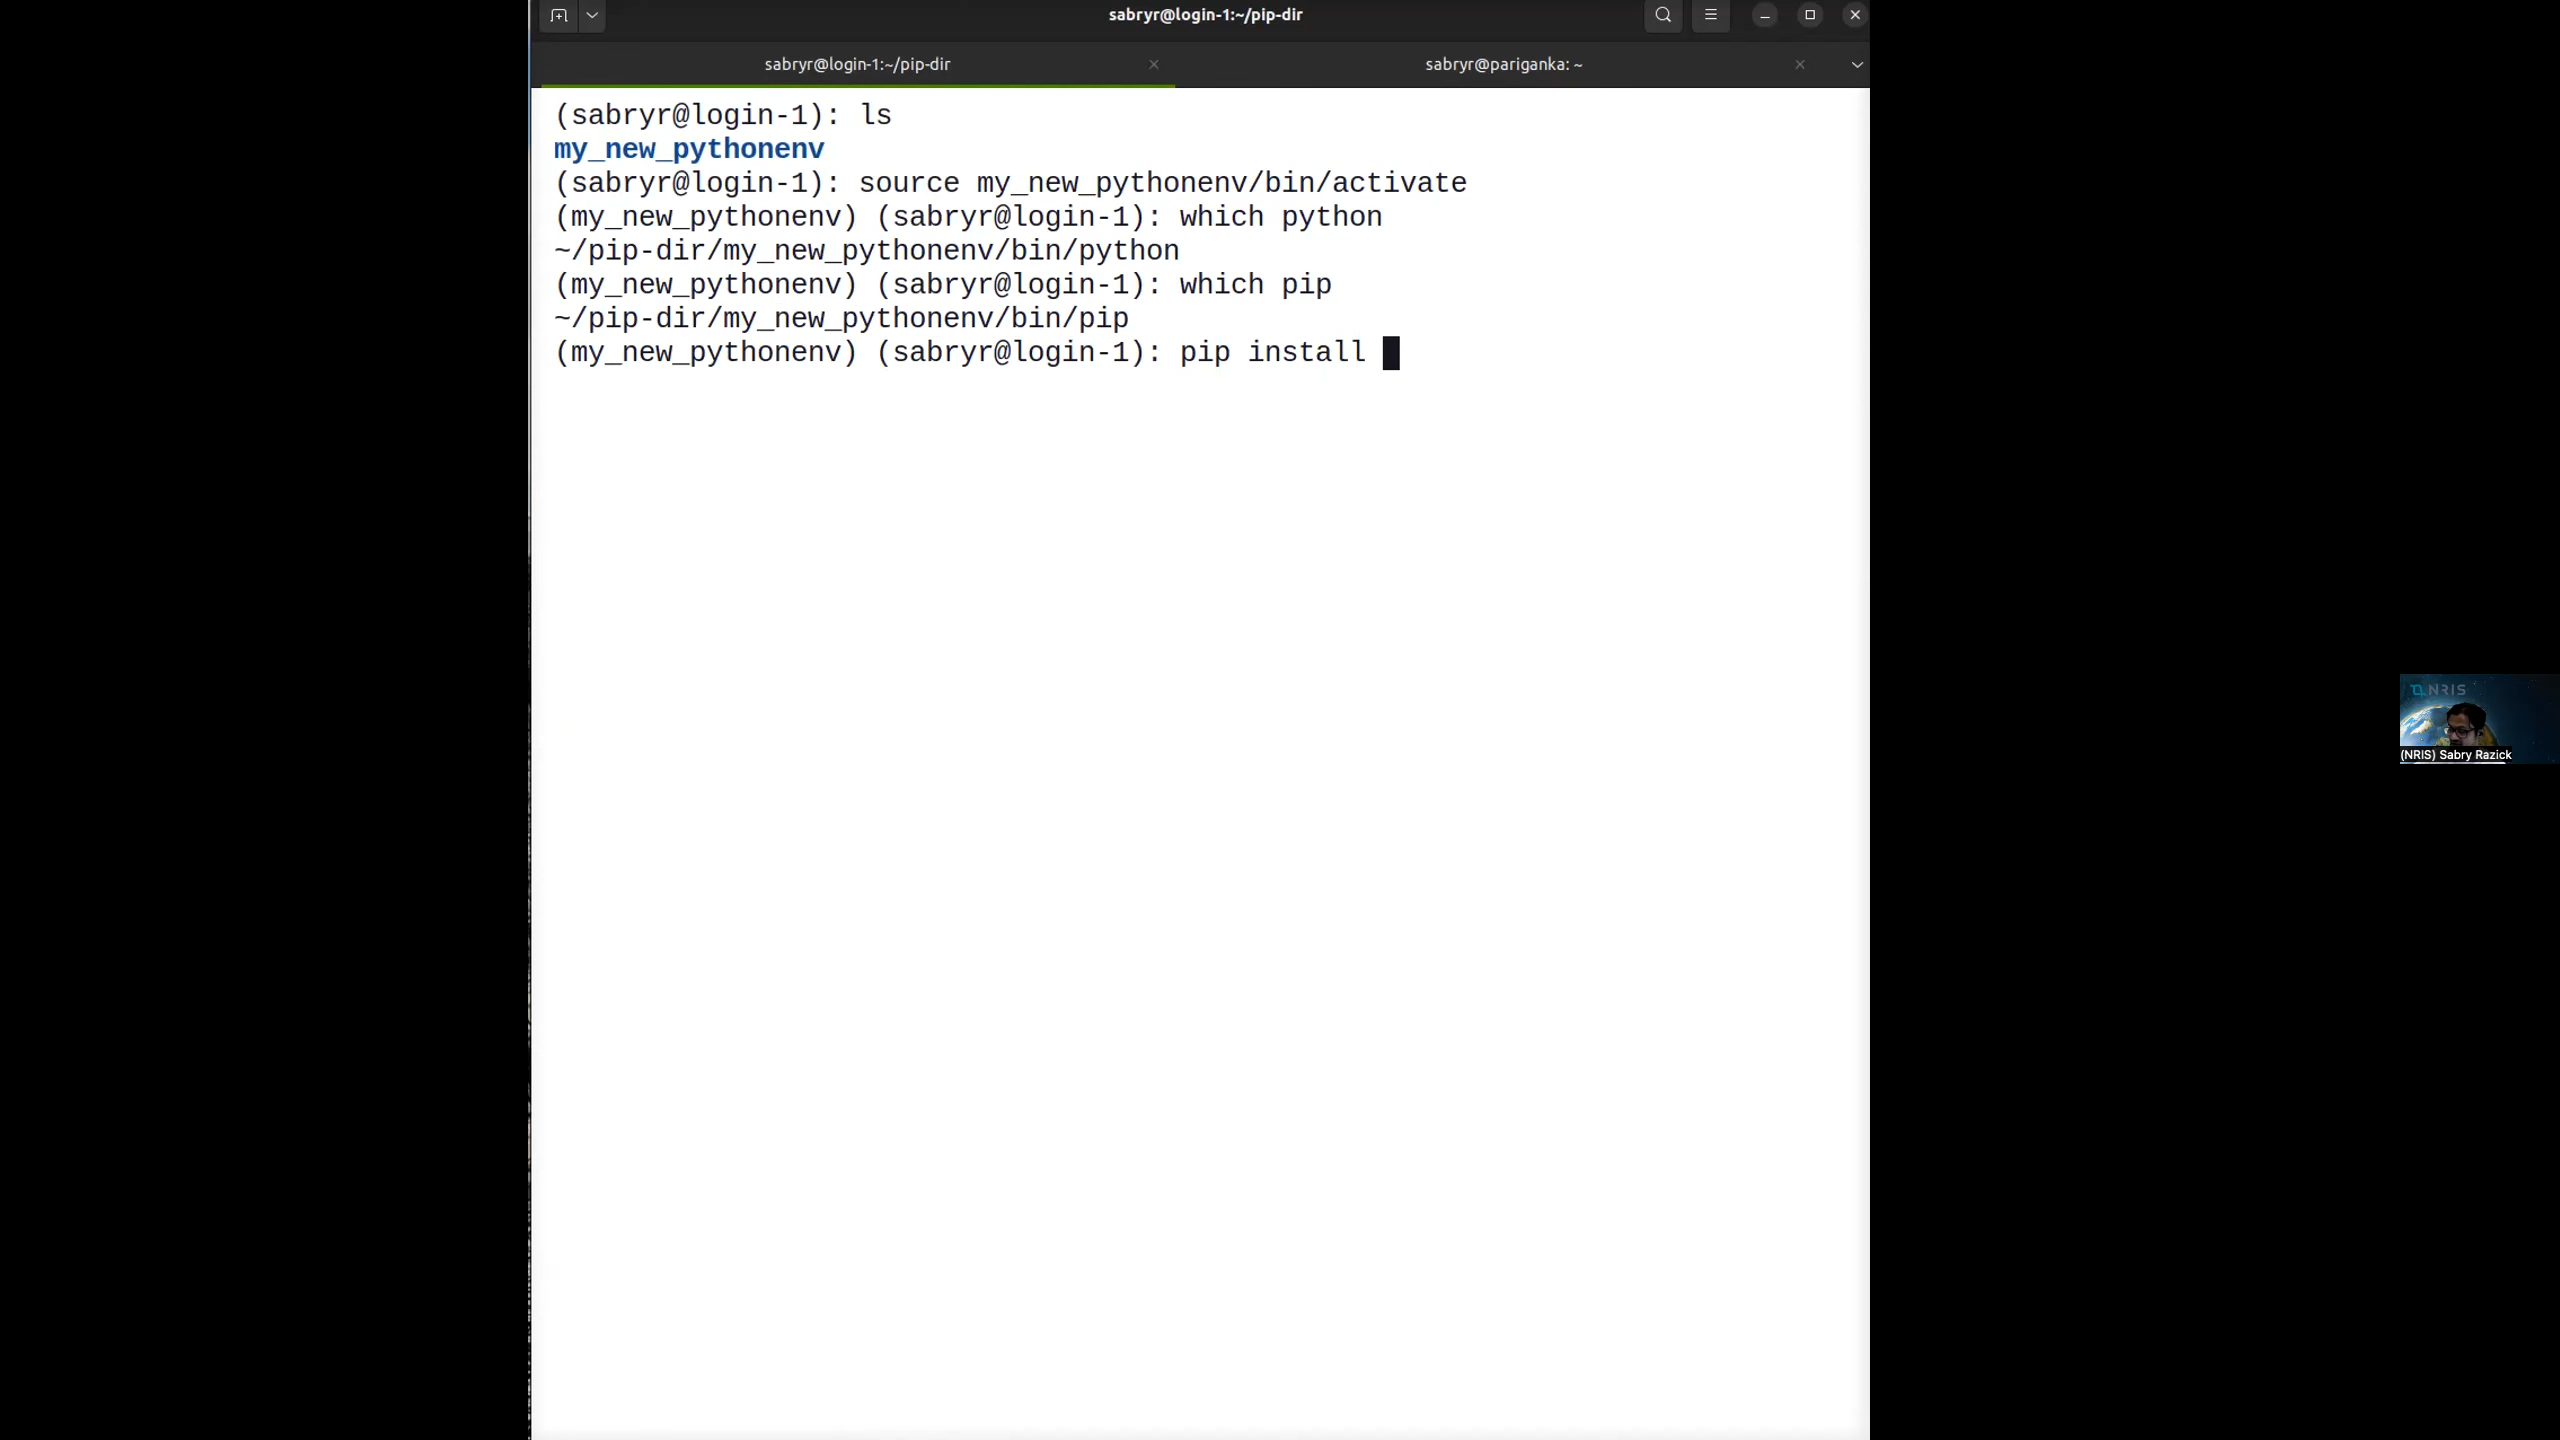 sabryr@login-1:~/pip-dir
sabryr@login-1:~/pip-dir
sabryr@pariganka: ~
(sabryr@login-1): ls
my_new_pythonenv
(sabryr@login-1): source my_new_pythonenv/bin/activate
(my_new_pythonenv) (sabryr@login-1): which python
~/pip-dir/my_new_pythonenv/bin/python
(my_new_pythonenv) (sabryr@login-1): which pip
~/pip-dir/my_new_pythonenv/bin/pip
(my_new_pythonenv) (sabryr@login-1): pip install
NRIS
(NRIS) Sabry Razick